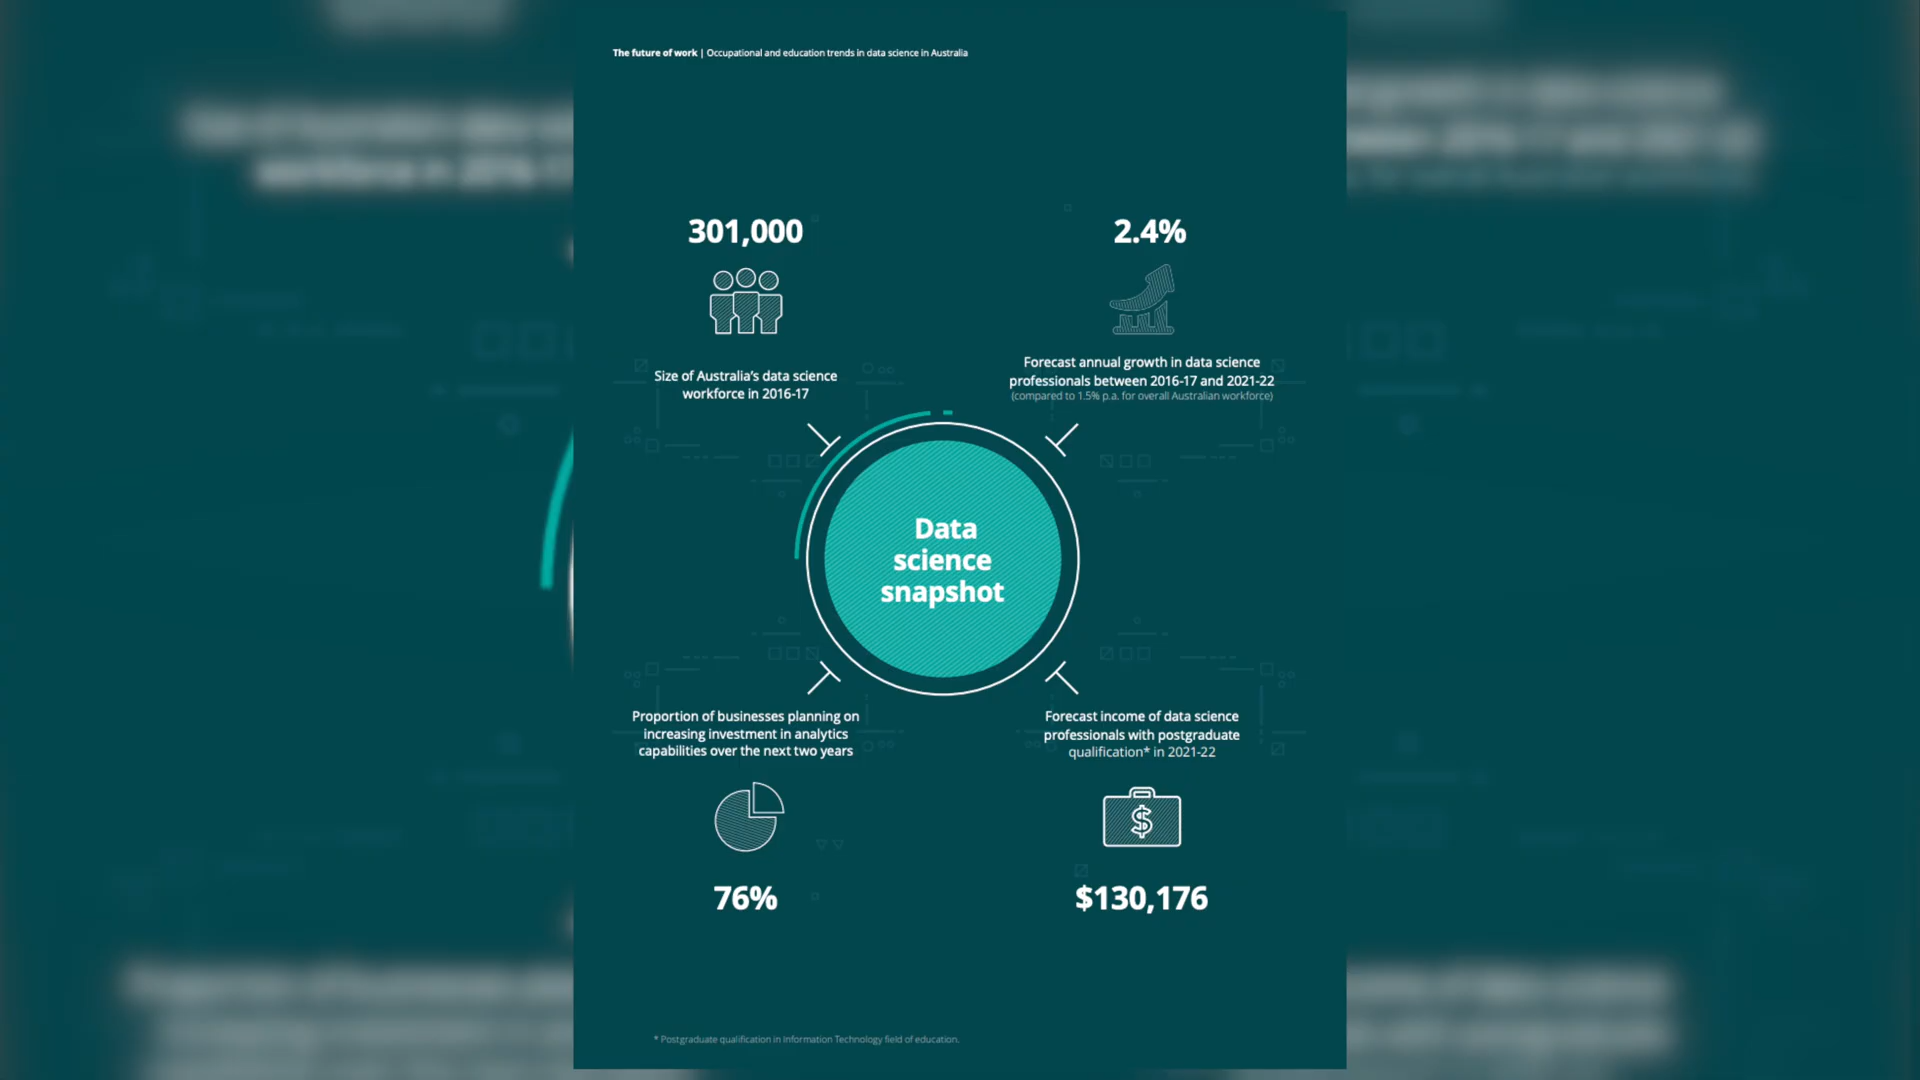 The future of work | Occupational and education trends in data science in Australia
301,000
Size of Australia's data science
workforce in 2016-17
2.4%
Forecast annual growth in data science
professionals between 2016-17 and 2021-22
(compared to 1.5% p.a. for overall Australian workforce)
Data
science
snapshot
Proportion of businesses planning on
increasing investment in analytics
capabilities over the next two years
76%
Forecast income of data science
professionals with postgraduate
qualification* in 2021-22
$
$130,176
* Postgraduate qualification in Information Technology field of education.